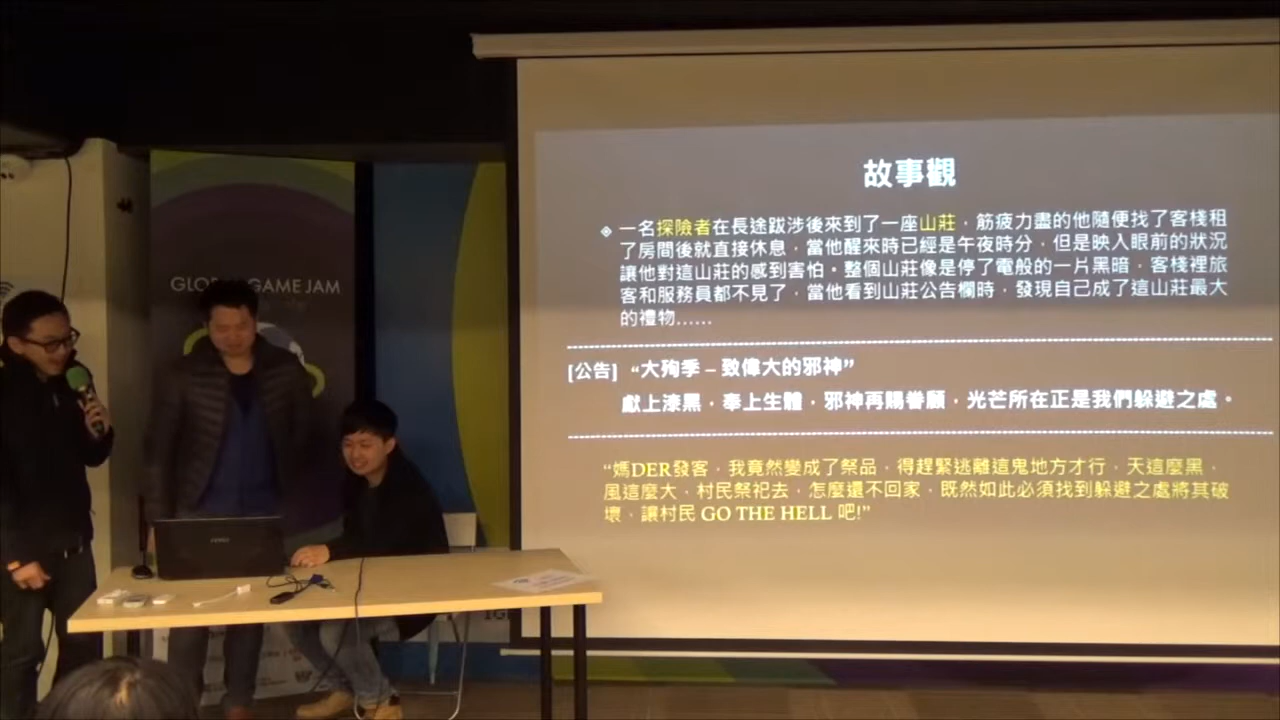 故事觀
一名探險者在長途跋涉後來到了一座山莊，筋疲力盡的他隨便找了客棧租
了房間後就直接休息，當他醒來時已經是午夜時分，但是映入眼前的狀況
讓他對這山莊的感到害怕。整個山莊像是停了電般的一片黑暗，客棧裡旅
客和服務員都不見了，當他看到山莊公告欄時，發現自己成了這山莊最大
的禮物……
[公告] “大殉季 – 致偉大的邪神”
獻上漆黑，奉上生體，邪神再賜眷顧，光芒所在正是我們躲避之處。
“媽DER發客，我竟然變成了祭品，得趕緊逃離這鬼地方才行，天這麼黑，
風這麼大，村民祭祀去，怎麼還不回家，既然如此必須找到躲避之處將其破
壞，讓村民 GO THE HELL 吧!”
GAME JAM